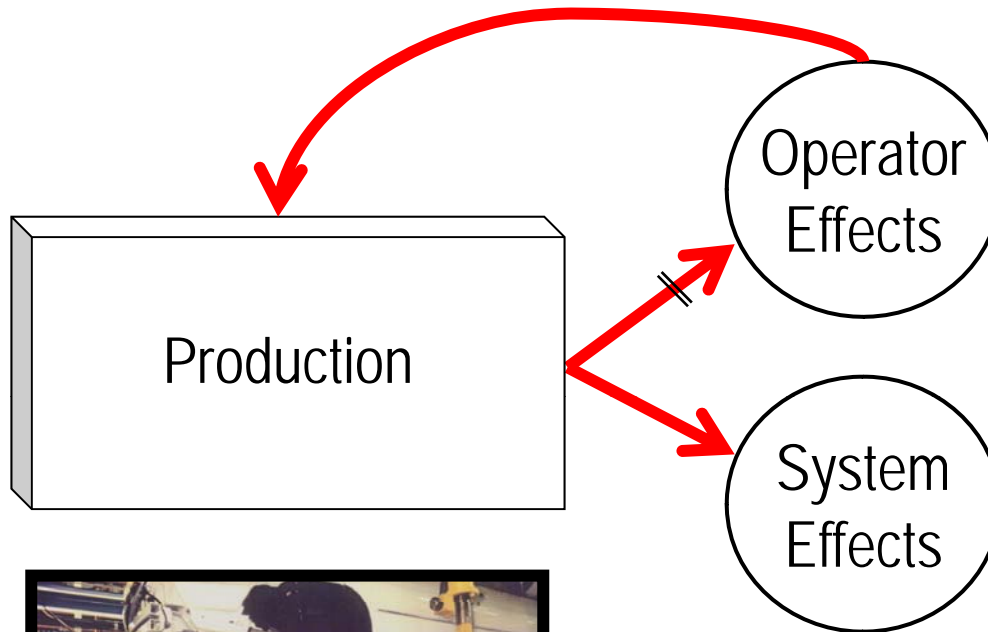 Operator
Effects
Production
System
Effects